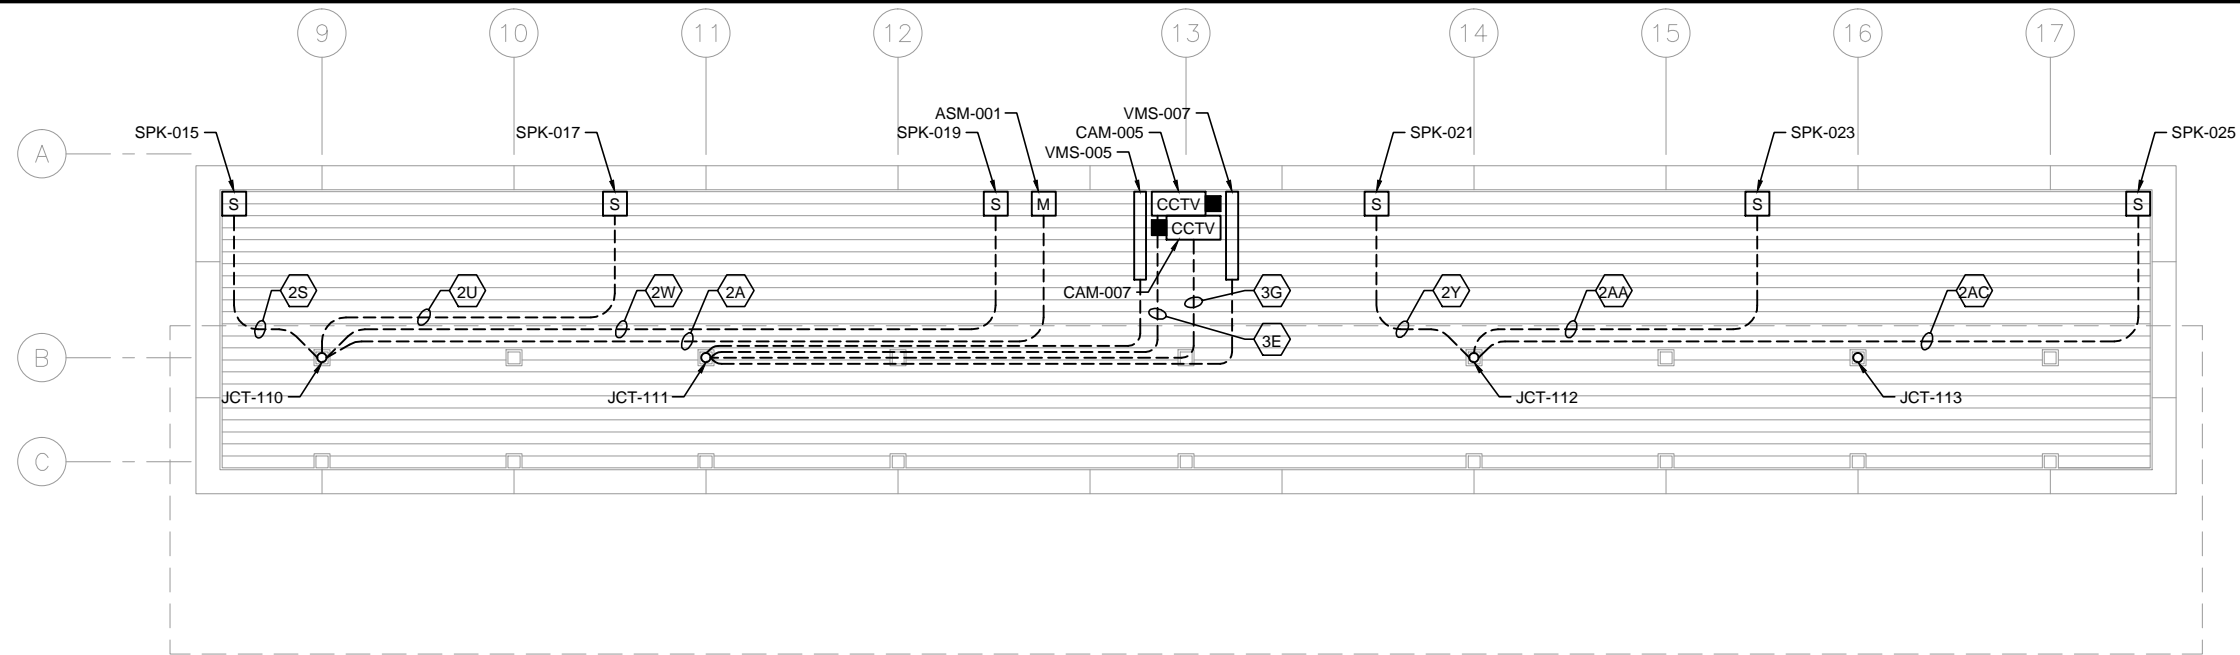 9 10 11 12 13 14 15 16 17
ASM-001 VMS-007
SPK-015 SPK-017 SPK-019 CAM-005 SPK-021 SPK-023 SPK-025
VMS-005
A
S S S M CCTV S S S
CCTV
2S 2U 2W 2A CAM-007 3G 2Y 2AA 2AC
3E
B
JCT-110 JCT-111 JCT-112 JCT-113
C